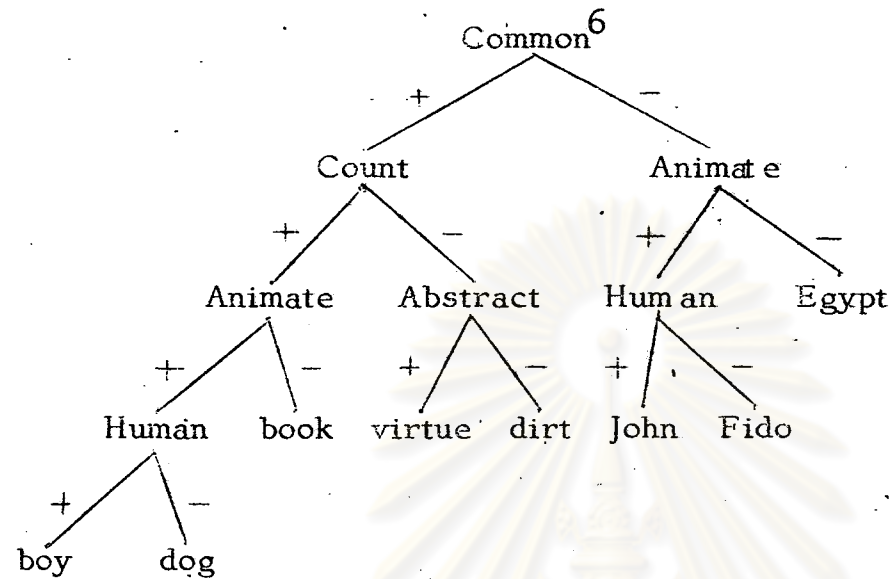 Common6
+ −
Count Animate
+ − + −
Animate Abstract Human Egypt
+ − + − + −
Human book virtue dirt John Fido
+ −
boy dog